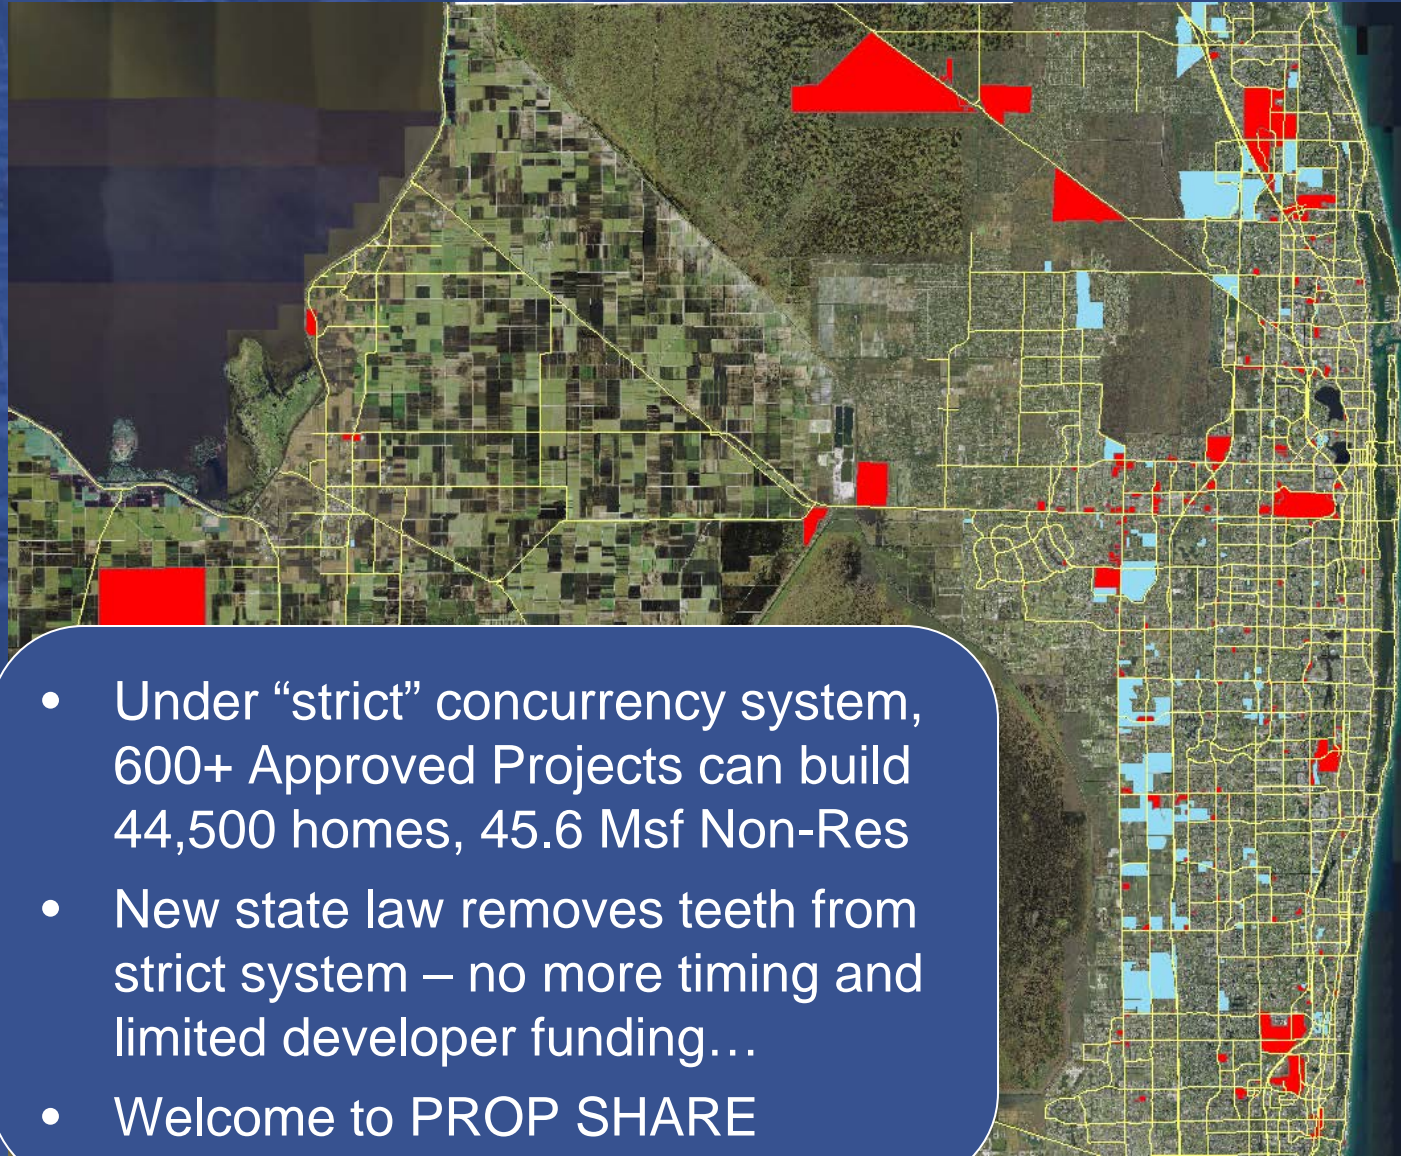 • Under “strict” concurrency system,
600+ Approved Projects can build
44,500 homes, 45.6 Msf Non-Res
• New state law removes teeth from
strict system – no more timing and
limited developer funding…
• Welcome to PROP SHARE